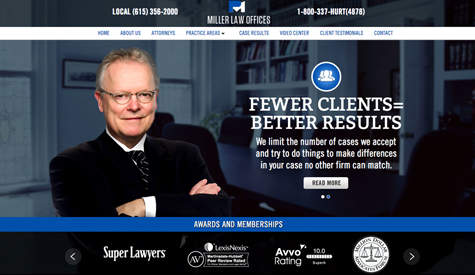 LOCAL (615) 356-2000
MILLER LAW OFFICES
1-800-337-HURT(4878)
HOME ABOUT US ATTORNEYS PRACTICE AREAS CASE RESULTS VIDEO CENTER CLIENT TESTIMONIALS CONTACT
FEWER CLIENTS=
BETTER RESULTS
We limit the number of cases we accept
and try to do things to make differences
in your case no other firm can match.
READ MORE
AWARDS AND MEMBERSHIPS
Super Lawyers
LexisNexis
Martindale-Hubbell
Peer Review Rated
AV
Avvo
Rating
10.0
Superb
MILLION DOLLAR